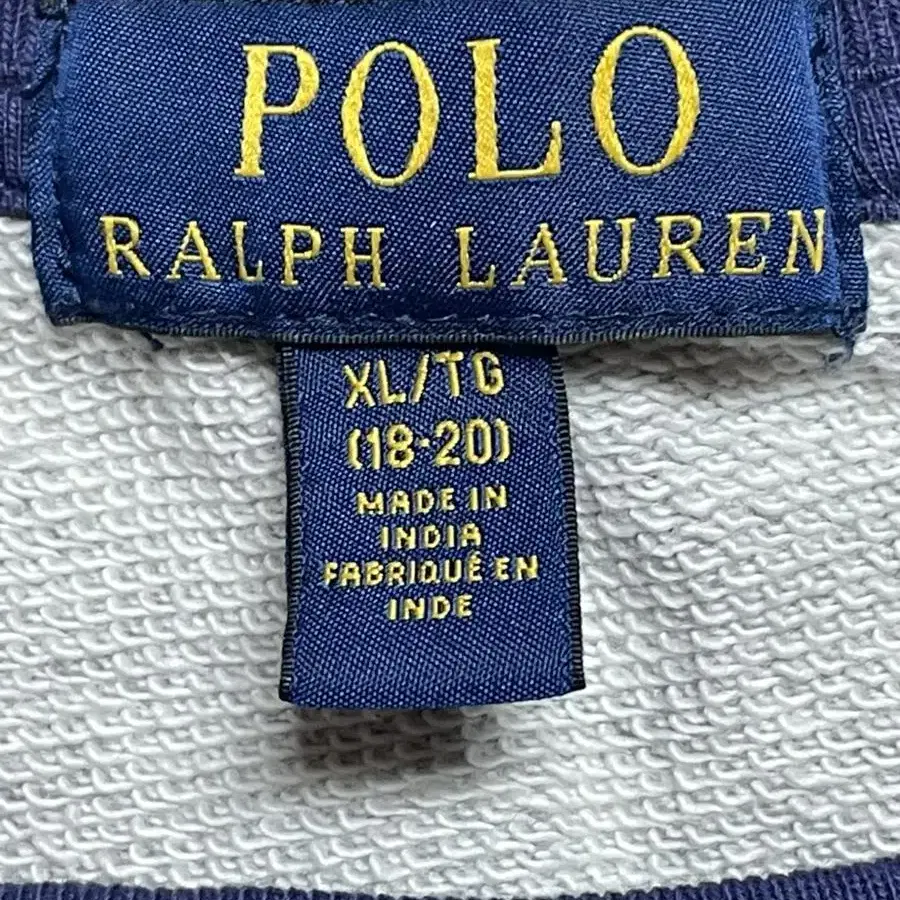 POLO
RALPH LAUREN
XL/TG
(18-20)
MADE IN
INDIA
FABRIQUÉ EN
INDE